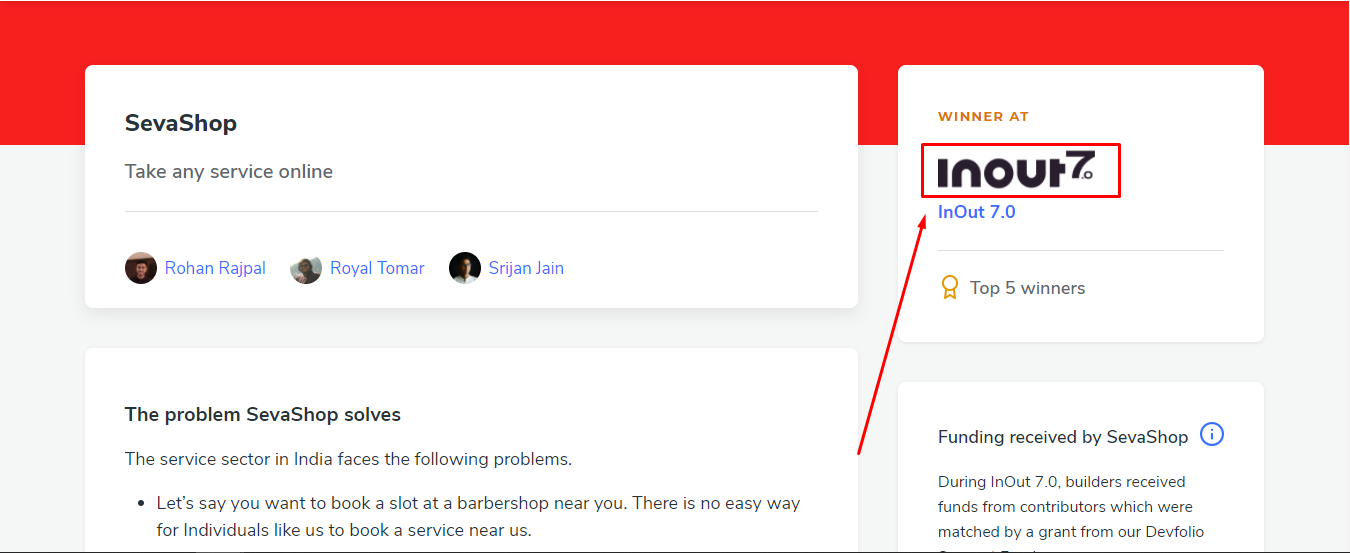 SevaShop
Take any service online
Rohan Rajpal
Royal Tomar
Srijan Jain
The problem SevaShop solves
The service sector in India faces the following problems.
• Let’s say you want to book a slot at a barbershop near you. There is no easy way
for Individuals like us to book a service near us.
WINNER AT
Inout 7.0
InOut 7.0
Top 5 winners
Funding received by SevaShop
During InOut 7.0, builders received
funds from contributors which were
matched by a grant from our Devfolio